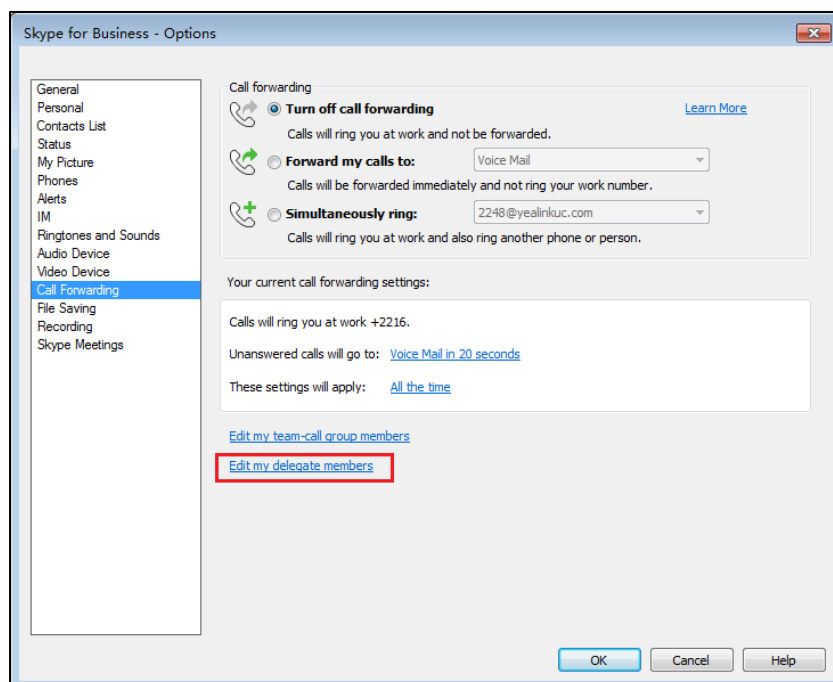 Skype for Business - Options
General
Personal
Contacts List
Status
My Picture
Phones
Alerts
IM
Ringtones and Sounds
Audio Device
Video Device
Call Forwarding
File Saving
Recording
Skype Meetings
Call forwarding
Turn off call forwarding Learn More
Calls will ring you at work and not be forwarded.
Forward my calls to: Voice Mail
Calls will be forwarded immediately and not ring your work number.
Simultaneously ring: 2248@yealinkuc.com
Calls will ring you at work and also ring another phone or person.
Your current call forwarding settings:
Calls will ring you at work +2216.
Unanswered calls will go to: Voice Mail in 20 seconds
These settings will apply: All the time
Edit my team-call group members
Edit my delegate members
OK Cancel Help